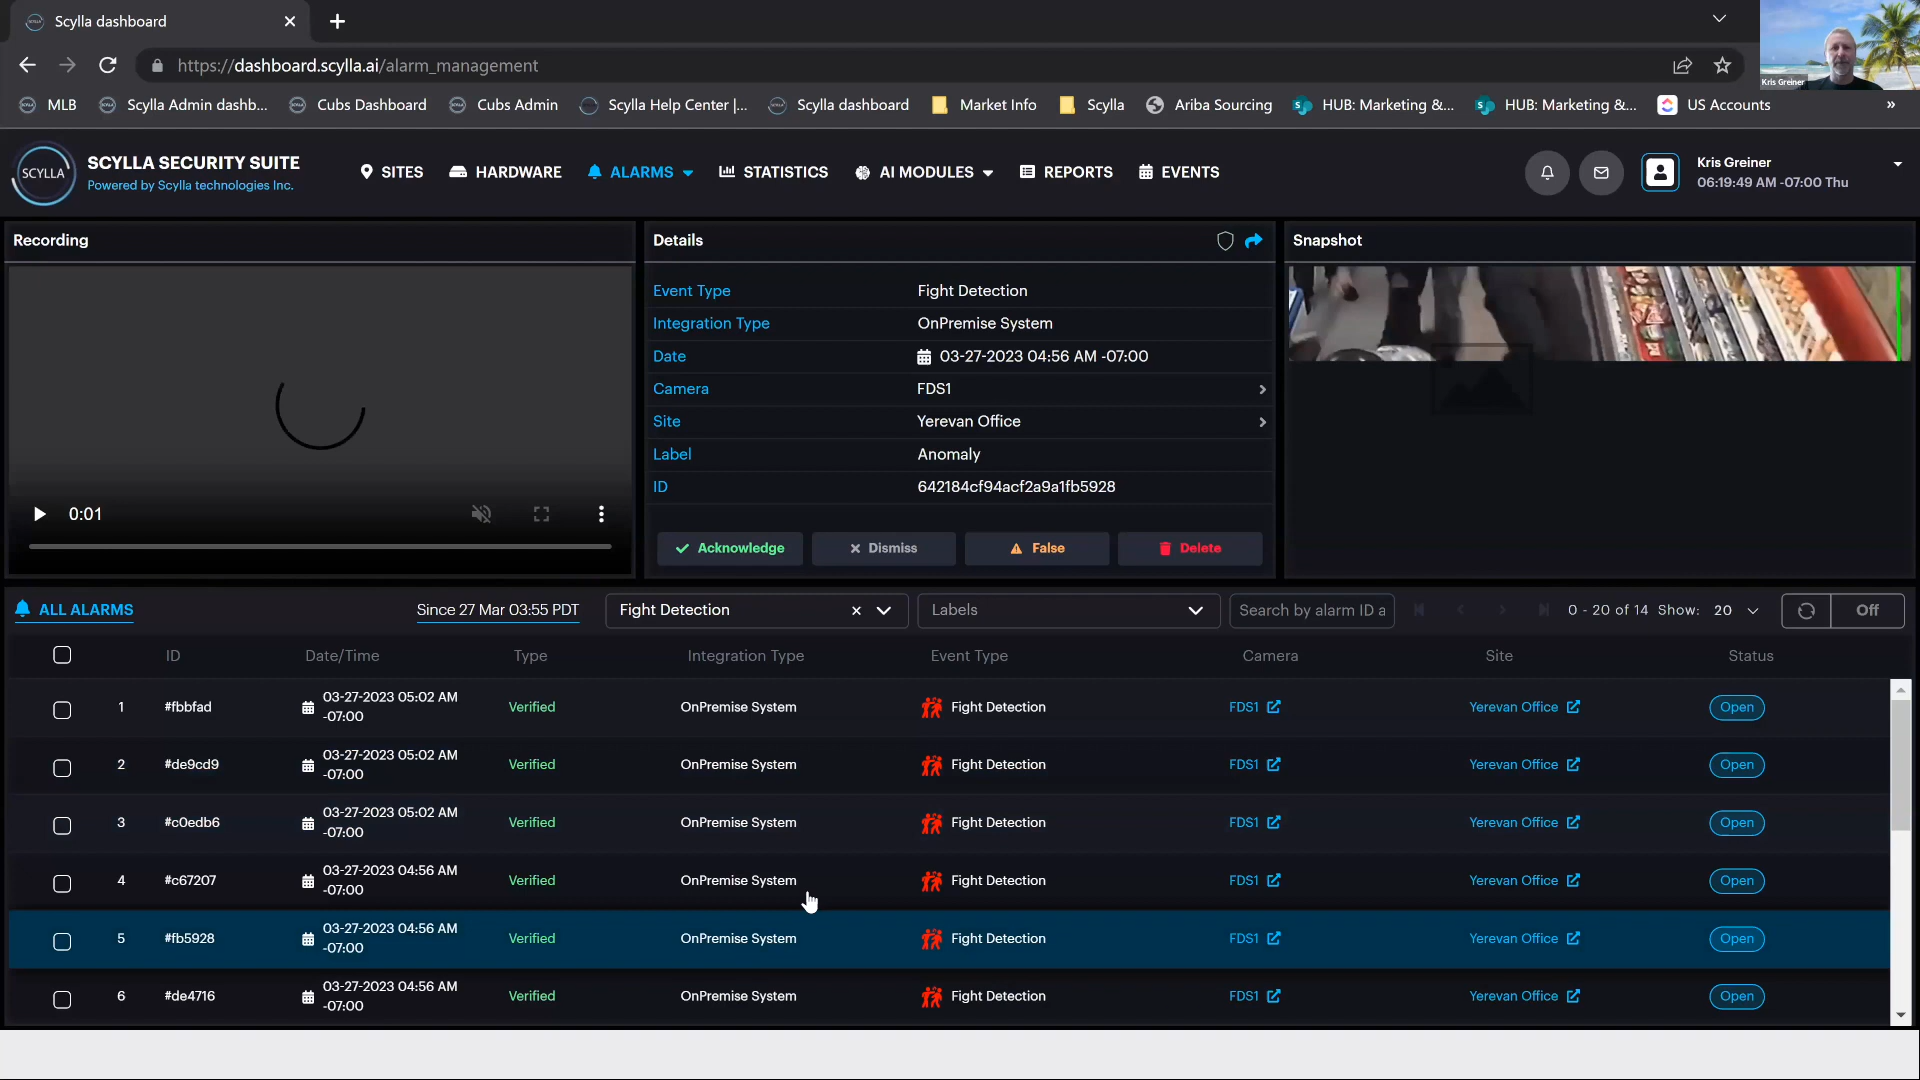 Scylla dashboard
https://dashboard.scylla.ai/alarm_management
Kris Greiner
MLB
Scylla Admin dashb...
Cubs Dashboard
Cubs Admin
Scylla Help Center |...
Scylla dashboard
Market Info
Scylla
Ariba Sourcing
HUB: Marketing &...
HUB: Marketing &...
US Accounts
»
SCYLLA
SCYLLA SECURITY SUITE
Powered by Scylla technologies Inc.
SITES
HARDWARE
ALARMS
STATISTICS
AI MODULES
REPORTS
EVENTS
Kris Greiner
06:19:49 AM -07:00 Thu
Recording
0:01
Details
Event Type Fight Detection
Integration Type OnPremise System
Date 03-27-2023 04:56 AM -07:00
Camera FDS1
Site Yerevan Office
Label Anomaly
ID 642184cf94acf2a9a1fb5928
Acknowledge Dismiss False Delete
Snapshot
ALL ALARMS Since 27 Mar 03:55 PDT Fight Detection Labels Search by alarm ID a 0 - 20 of 14 Show: 20 Off
ID Date/Time Type Integration Type Event Type Camera Site Status
1 #fbbfad 03-27-2023 05:02 AM -07:00 Verified OnPremise System Fight Detection FDS1 Yerevan Office Open
2 #de9cd9 03-27-2023 05:02 AM -07:00 Verified OnPremise System Fight Detection FDS1 Yerevan Office Open
3 #c0edb6 03-27-2023 05:02 AM -07:00 Verified OnPremise System Fight Detection FDS1 Yerevan Office Open
4 #c67207 03-27-2023 04:56 AM -07:00 Verified OnPremise System Fight Detection FDS1 Yerevan Office Open
5 #fb5928 03-27-2023 04:56 AM -07:00 Verified OnPremise System Fight Detection FDS1 Yerevan Office Open
6 #de4716 03-27-2023 04:56 AM -07:00 Verified OnPremise System Fight Detection FDS1 Yerevan Office Open